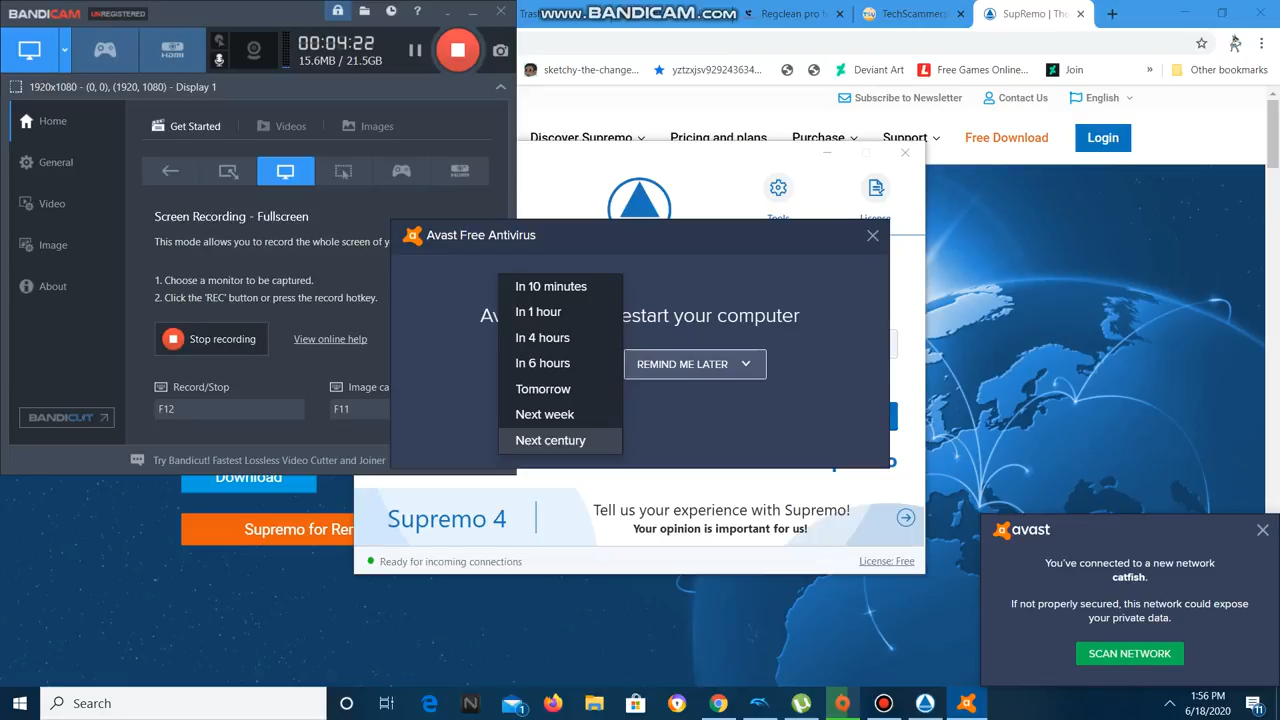 BANDICAM UNREGISTERED
00:04:22
15.6MB / 21.5GB
1920x1080 - (0, 0), (1920, 1080) - Display 1
Home
General
Video
Image
About
BANDICUT
Get Started
Videos
Images
Screen Recording - Fullscreen
This mode allows you to record the whole screen of
1. Choose a monitor to be captured.
2. Click the 'REC' button or press the record hotkey.
Stop recording
View online help
Record/Stop
F12
Image ca
F11
Try Bandicut! Fastest Lossless Video Cutter and Joiner
www.BANDICAM.com
Regclean pro
TechScammer
SupRemo | Th
sketchy-the-change...
yztzxjsv929243634...
Deviant Art
Free Games Online...
Join
»
Other bookmarks
Subscribe to Newsletter
Contact Us
English
Discover Supremo
Pricing and plans
Purchase
Support
Free Download
Login
Tools
License
Avast Free Antivirus
Av
estart your computer
REMIND ME LATER
In 10 minutes
In 1 hour
In 4 hours
In 6 hours
Tomorrow
Next week
Next century
Download
Supremo for Rem
Supremo 4
Tell us your experience with Supremo!
Your opinion is important for us!
Ready for incoming connections
License: Free
avast
You've connected to a new network
catfish.
If not properly secured, this network could expose
your private data.
SCAN NETWORK
Search
1
1:56 PM
6/18/2020
11